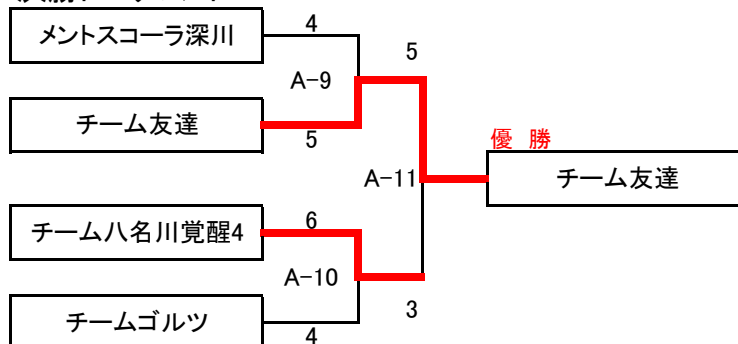 メントスコーラ深川
4
A-9
5
チーム友達
5
優 勝
A-11
チーム友達
チーム八名川覚醒4
6
A-10
3
チームゴルツ
4